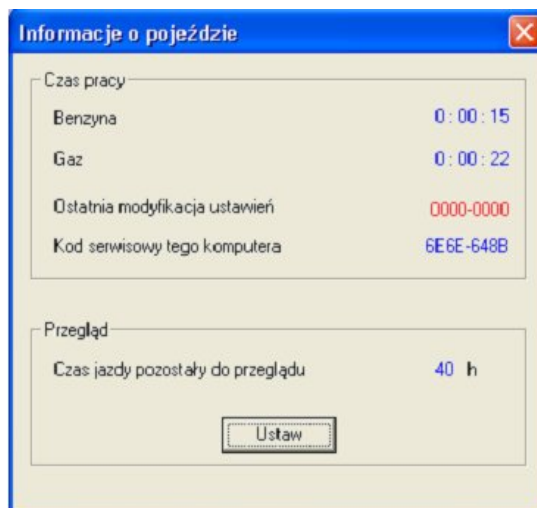 Informacje o pojeździe
Czas pracy
Benzyna 0:00:15
Gaz 0:00:22
Ostatnia modyfikacja ustawień 0000-0000
Kod serwisowy tego komputera 6E6E-648B
Przegląd
Czas jazdy pozostały do przeglądu 40 h
Ustaw